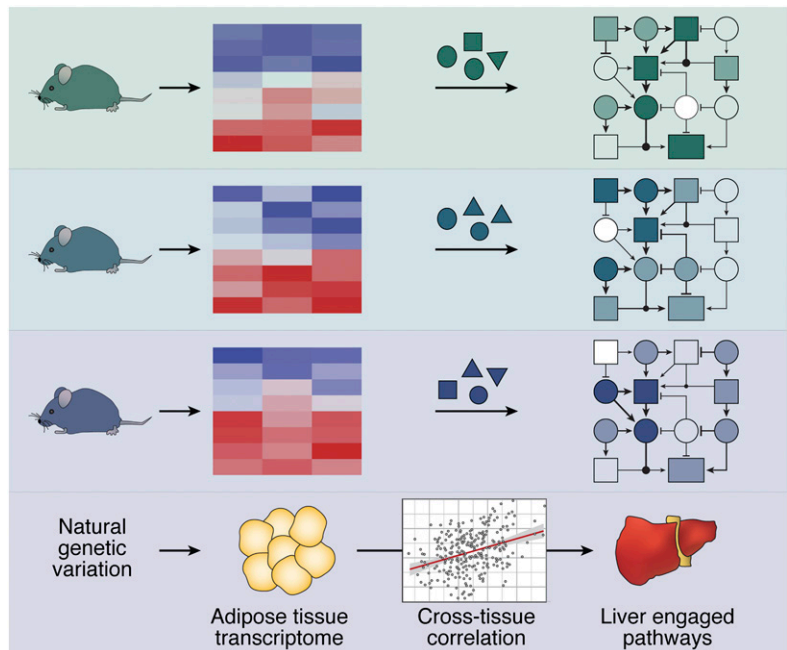 Natural
genetic
variation
Adipose tissue
transcriptome
Cross-tissue
correlation
Liver engaged
pathways